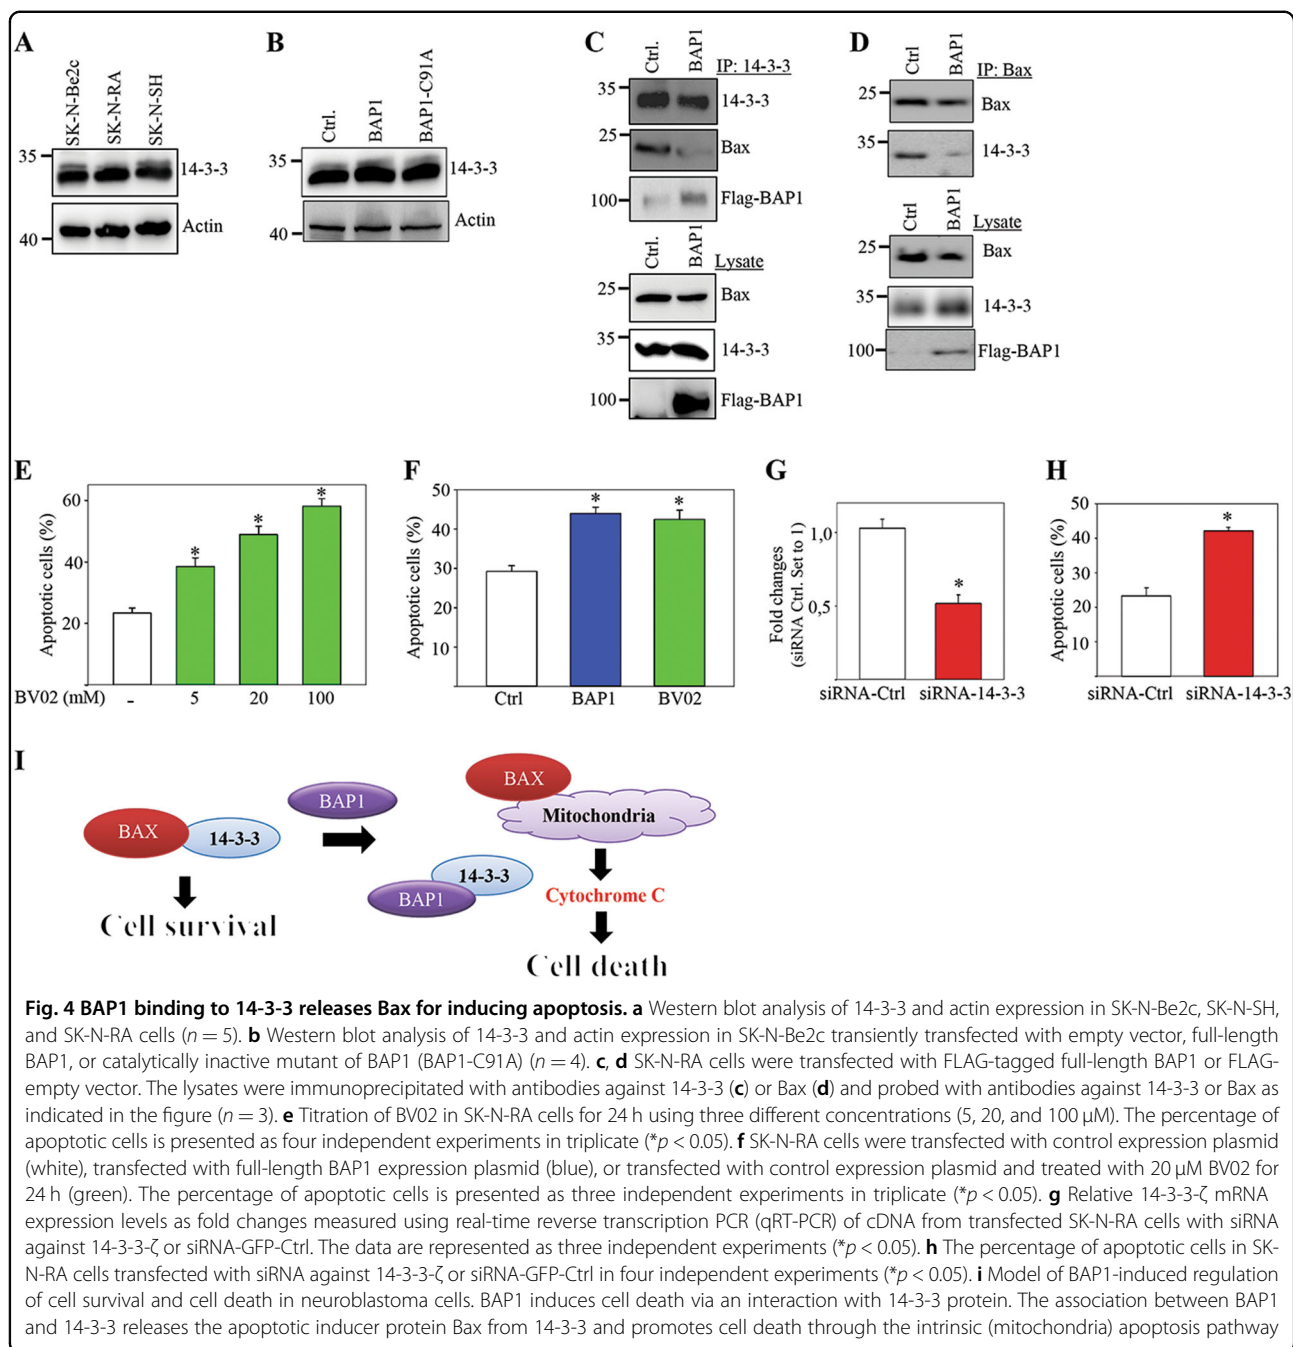 A
SK-N-Be2c
SK-N-RA
SK-N-SH
35
14-3-3
Actin
40
B
Ctrl.
BAP1
BAP1-C91A
35
14-3-3
Actin
40
C
Ctrl.
BAP1
IP: 14-3-3
35
14-3-3
25
Bax
100
Flag-BAP1
Ctrl.
BAP1
Lysate
25
Bax
35
14-3-3
100
Flag-BAP1
D
Ctrl
BAP1
IP: Bax
25
Bax
35
14-3-3
Ctrl
BAP1
Lysate
25
Bax
35
14-3-3
100
Flag-BAP1
E
Apoptotic cells (%)
60
40
20
* * *
BV02 (mM) - 5 20 100
F
Apoptotic cells (%)
50
40
30
20
10
* *
Ctrl BAP1 BV02
G
Fold changes
(siRNA Ctrl. Set to 1)
1,0
0,5
*
siRNA-Ctrl siRNA-14-3-3
H
Apoptotic cells (%)
50
40
30
20
10
*
siRNA-Ctrl siRNA-14-3-3
I
BAX
14-3-3
Cell survival
BAP1
BAX
Mitochondria
14-3-3
BAP1
Cytochrome C
Cell death
Fig. 4 BAP1 binding to 14-3-3 releases Bax for inducing apoptosis. a Western blot analysis of 14-3-3 and actin expression in SK-N-Be2c, SK-N-SH,
and SK-N-RA cells (n = 5). b Western blot analysis of 14-3-3 and actin expression in SK-N-Be2c transiently transfected with empty vector, full-length
BAP1, or catalytically inactive mutant of BAP1 (BAP1-C91A) (n = 4). c, d SK-N-RA cells were transfected with FLAG-tagged full-length BAP1 or FLAG-
empty vector. The lysates were immunoprecipitated with antibodies against 14-3-3 (c) or Bax (d) and probed with antibodies against 14-3-3 or Bax as
indicated in the figure (n = 3). e Titration of BV02 in SK-N-RA cells for 24 h using three different concentrations (5, 20, and 100 μM). The percentage of
apoptotic cells is presented as four independent experiments in triplicate (*p < 0.05). f SK-N-RA cells were transfected with control expression plasmid
(white), transfected with full-length BAP1 expression plasmid (blue), or transfected with control expression plasmid and treated with 20 μM BV02 for
24 h (green). The percentage of apoptotic cells is presented as three independent experiments in triplicate (*p < 0.05). g Relative 14-3-3-ζ mRNA
expression levels as fold changes measured using real-time reverse transcription PCR (qRT-PCR) of cDNA from transfected SK-N-RA cells with siRNA
against 14-3-3-ζ or siRNA-GFP-Ctrl. The data are represented as three independent experiments (*p < 0.05). h The percentage of apoptotic cells in SK-
N-RA cells transfected with siRNA against 14-3-3-ζ or siRNA-GFP-Ctrl in four independent experiments (*p < 0.05). i Model of BAP1-induced regulation
of cell survival and cell death in neuroblastoma cells. BAP1 induces cell death via an interaction with 14-3-3 protein. The association between BAP1
and 14-3-3 releases the apoptotic inducer protein Bax from 14-3-3 and promotes cell death through the intrinsic (mitochondria) apoptosis pathway